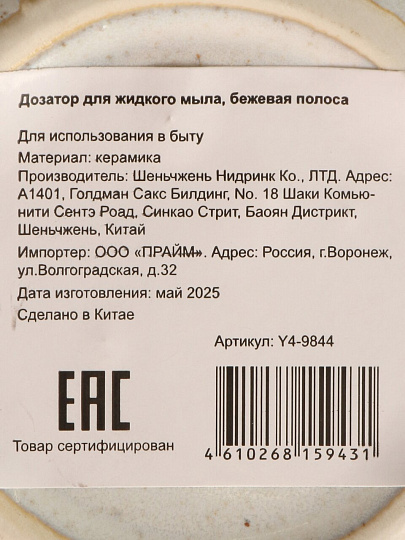 Дозатор для жидкого мыла, бежевая полоса
Для использования в быту
Материал: керамика
Производитель: Шеньчжень Нидринк Ко., ЛТД. Адрес:
А1401, Голдман Сакс Билдинг, No. 18 Шаки Комью-
нити Сентэ Роад, Синкао Стрит, Баоян Дистрикт,
Шеньчжень, Китай
Импортер: ООО «ПРАЙМ». Адрес: Россия, г.Воронеж,
ул.Волгоградская, д.32
Дата изготовления: май 2025
Сделано в Китае
Артикул: Y4-9844
EAC
Товар сертифицирован
4 610268 159431